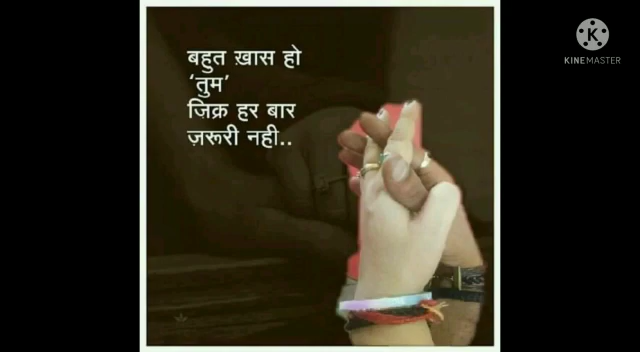 बहुत ख़ास हो
‘तुम’
ज़िक्र हर बार
ज़रूरी नही..
K
KINEMASTER